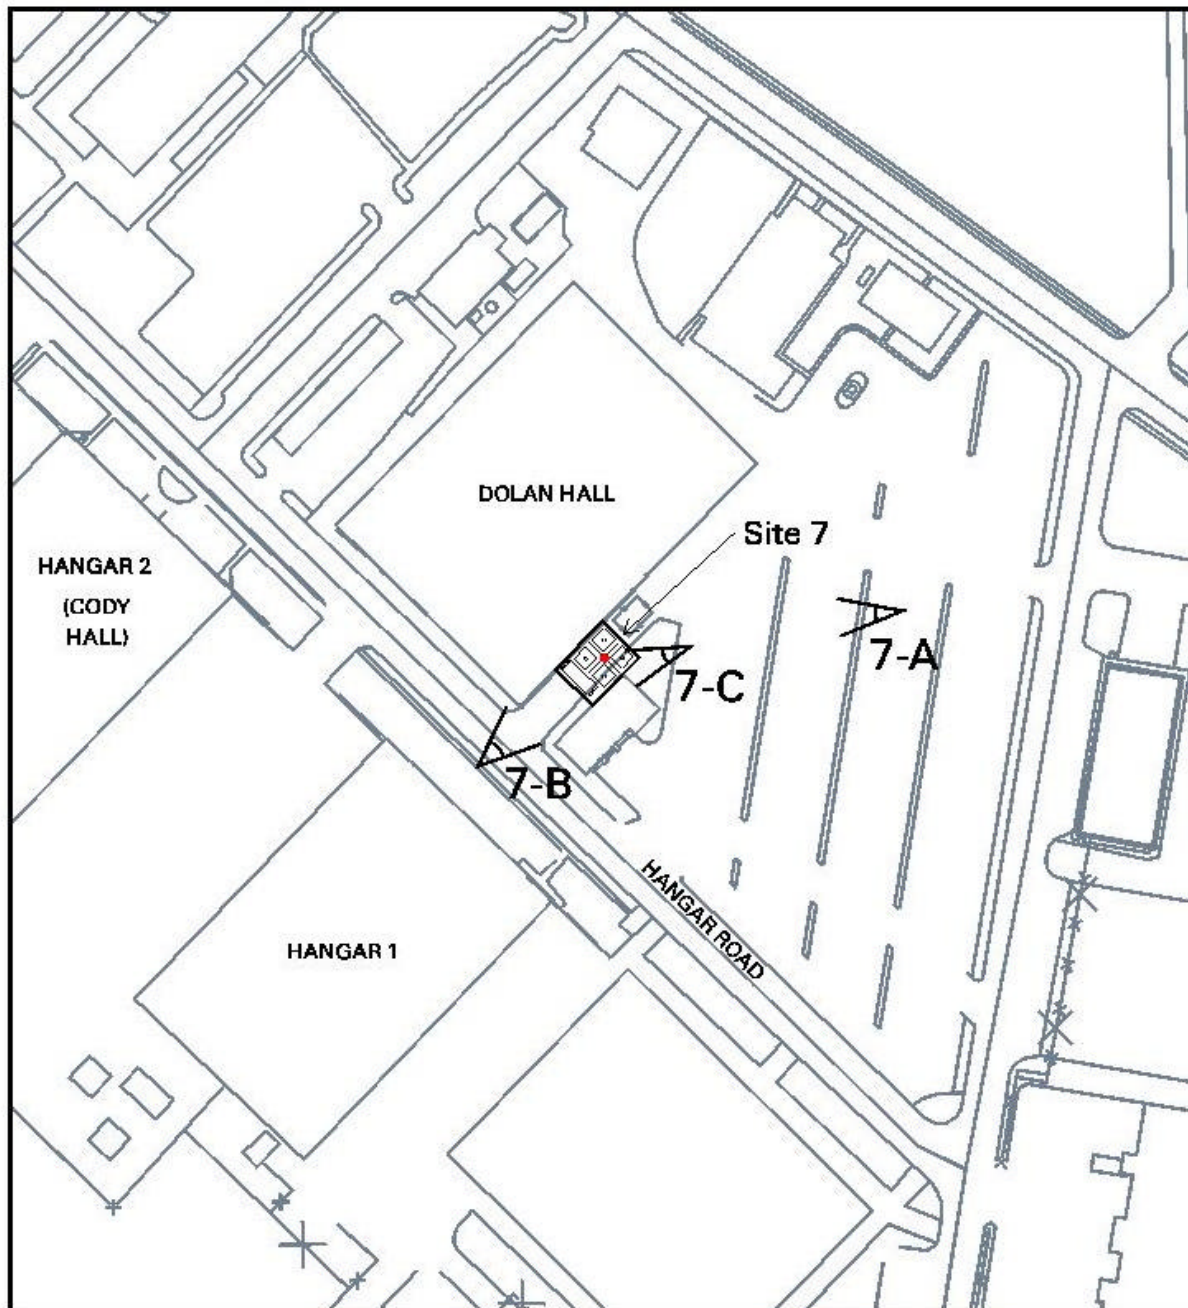 DOLAN HALL
Site 7
HANGAR 2
(CODY
HALL)
7-A
7-C
7-B
HANGAR ROAD
HANGAR 1